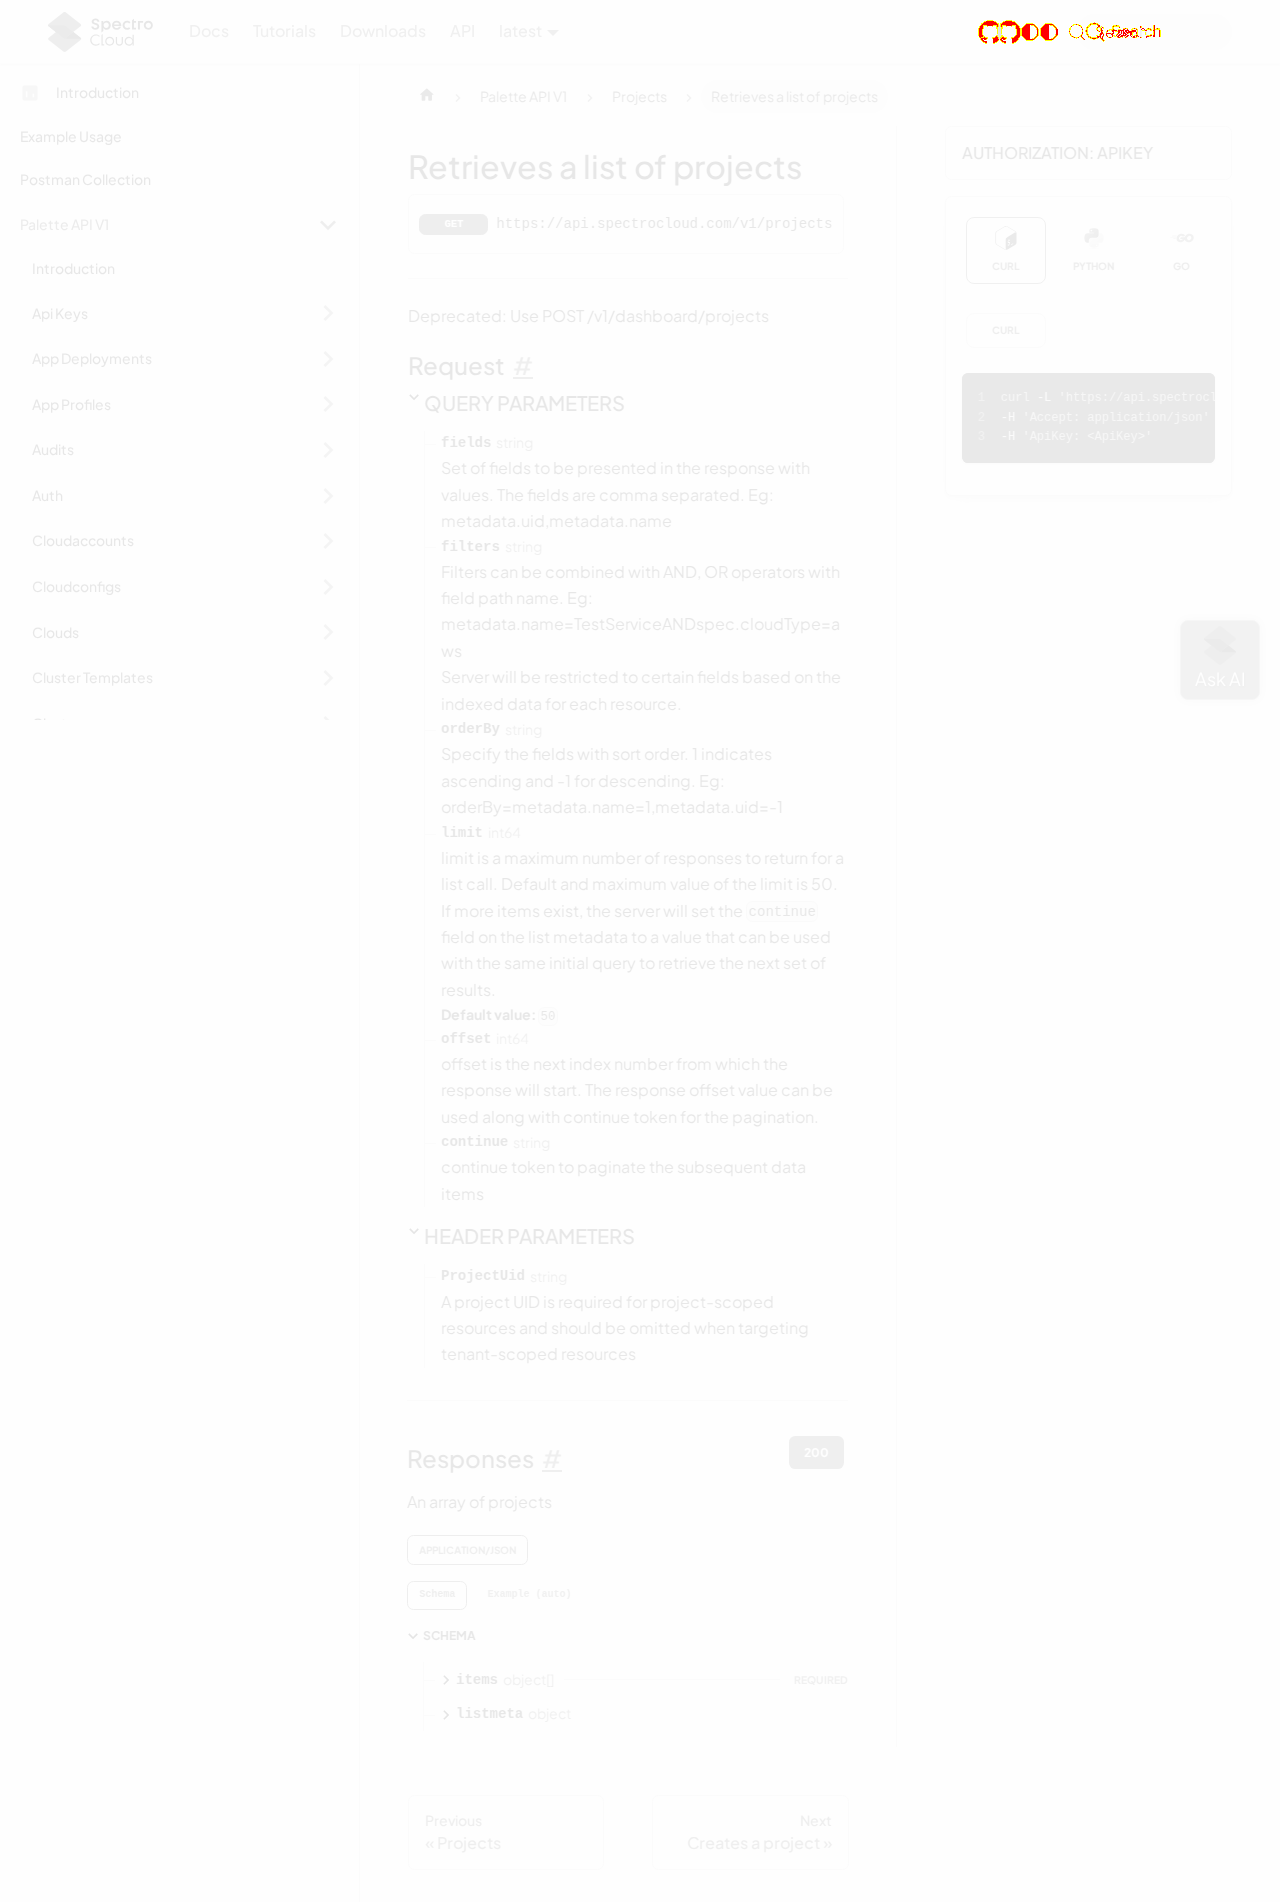 Spectro
Cloud
Docs
Tutorials
Downloads
API
latest
Introduction
Example Usage
Postman Collection
Palette API V1
Introduction
Api Keys
App Deployments
App Profiles
Audits
Auth
Cloudaccounts
Cloudconfigs
Clouds
Cluster Templates
Palette API V1
Projects
Retrieves a list of projects
Retrieves a list of projects
GET https://api.spectrocloud.com/v1/projects
Deprecated: Use POST /v1/dashboard/projects
Request #
QUERY PARAMETERS
fields string
Set of fields to be presented in the response with
values. The fields are comma separated. Eg:
metadata.uid,metadata.name
filters string
Filters can be combined with AND, OR operators with
field path name. Eg:
metadata.name=TestServiceANDspec.cloudType=a
ws
Server will be restricted to certain fields based on the
indexed data for each resource.
orderBy string
Specify the fields with sort order. 1 indicates
ascending and -1 for descending. Eg:
orderBy=metadata.name=1,metadata.uid=-1
limit int64
limit is a maximum number of responses to return for a
list call. Default and maximum value of the limit is 50.
If more items exist, the server will set the continue
field on the list metadata to a value that can be used
with the same initial query to retrieve the next set of
results.
Default value: 50
offset int64
offset is the next index number from which the
response will start. The response offset value can be
used along with continue token for the pagination.
continue string
continue token to paginate the subsequent data
items
HEADER PARAMETERS
ProjectUid string
A project UID is required for project-scoped
resources and should be omitted when targeting
tenant-scoped resources
Responses #
200
An array of projects
APPLICATION/JSON
Schema
Example (auto)
SCHEMA
items object[]
REQUIRED
listmeta object
Previous
« Projects
Next
Creates a project »
AUTHORIZATION: APIKEY
CURL
PYTHON
GO
GO
CURL
1 curl -L 'https://api.spectrocl
2 -H 'Accept: application/json'
3 -H 'ApiKey: <ApiKey>'
Ask AI